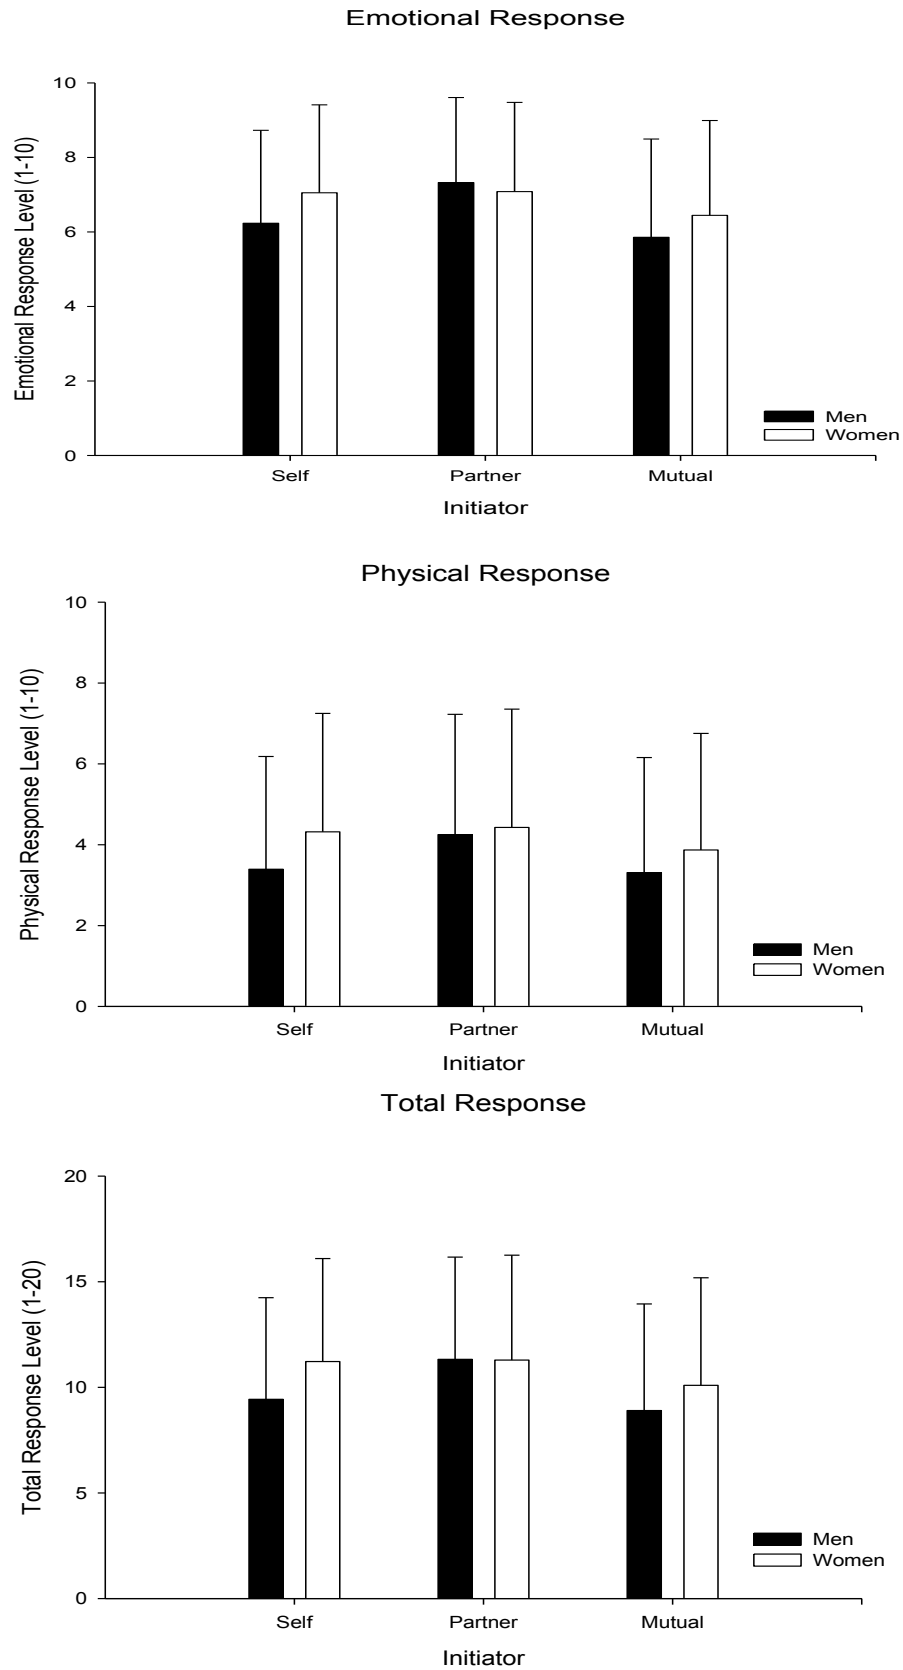 Emotional Response
Emotional Response Level (1-10)
10
8
6
4
2
0
Men
Women
Self Partner Mutual
Initiator
Physical Response
Physical Response Level (1-10)
10
8
6
4
2
0
Men
Women
Self Partner Mutual
Initiator
Total Response
Total Response Level (1-20)
20
15
10
5
0
Men
Women
Self Partner Mutual
Initiator